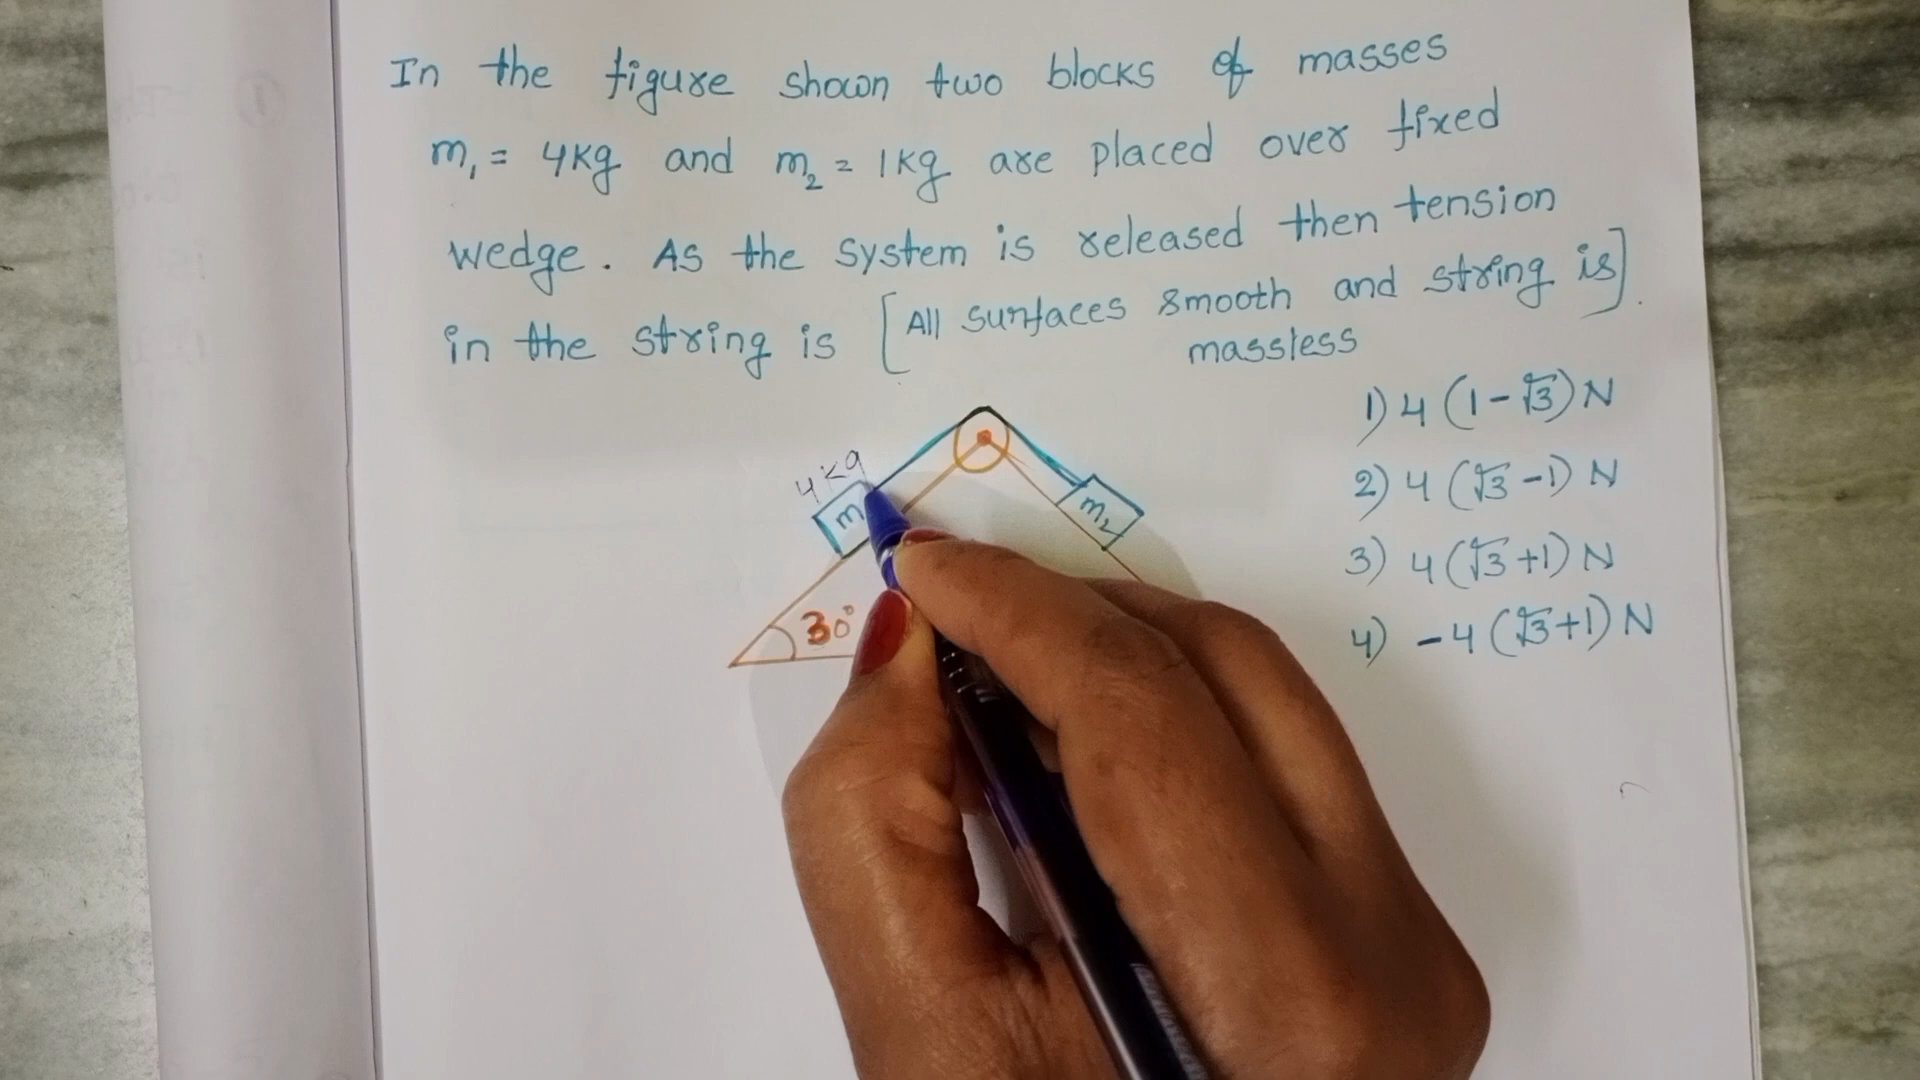 In the figure shown two blocks of masses
m₁ = 4kg and m₂ = 1kg are placed over fixed
wedge. As the system is released then tension
in the string is [All surfaces smooth and string is].
massless
1) 4 (1-√3) N
2) 4 (√3 -1) N
3) 4 (√3 +1) N
4) -4 (√3+1) N
4kg
m
m₂
30°